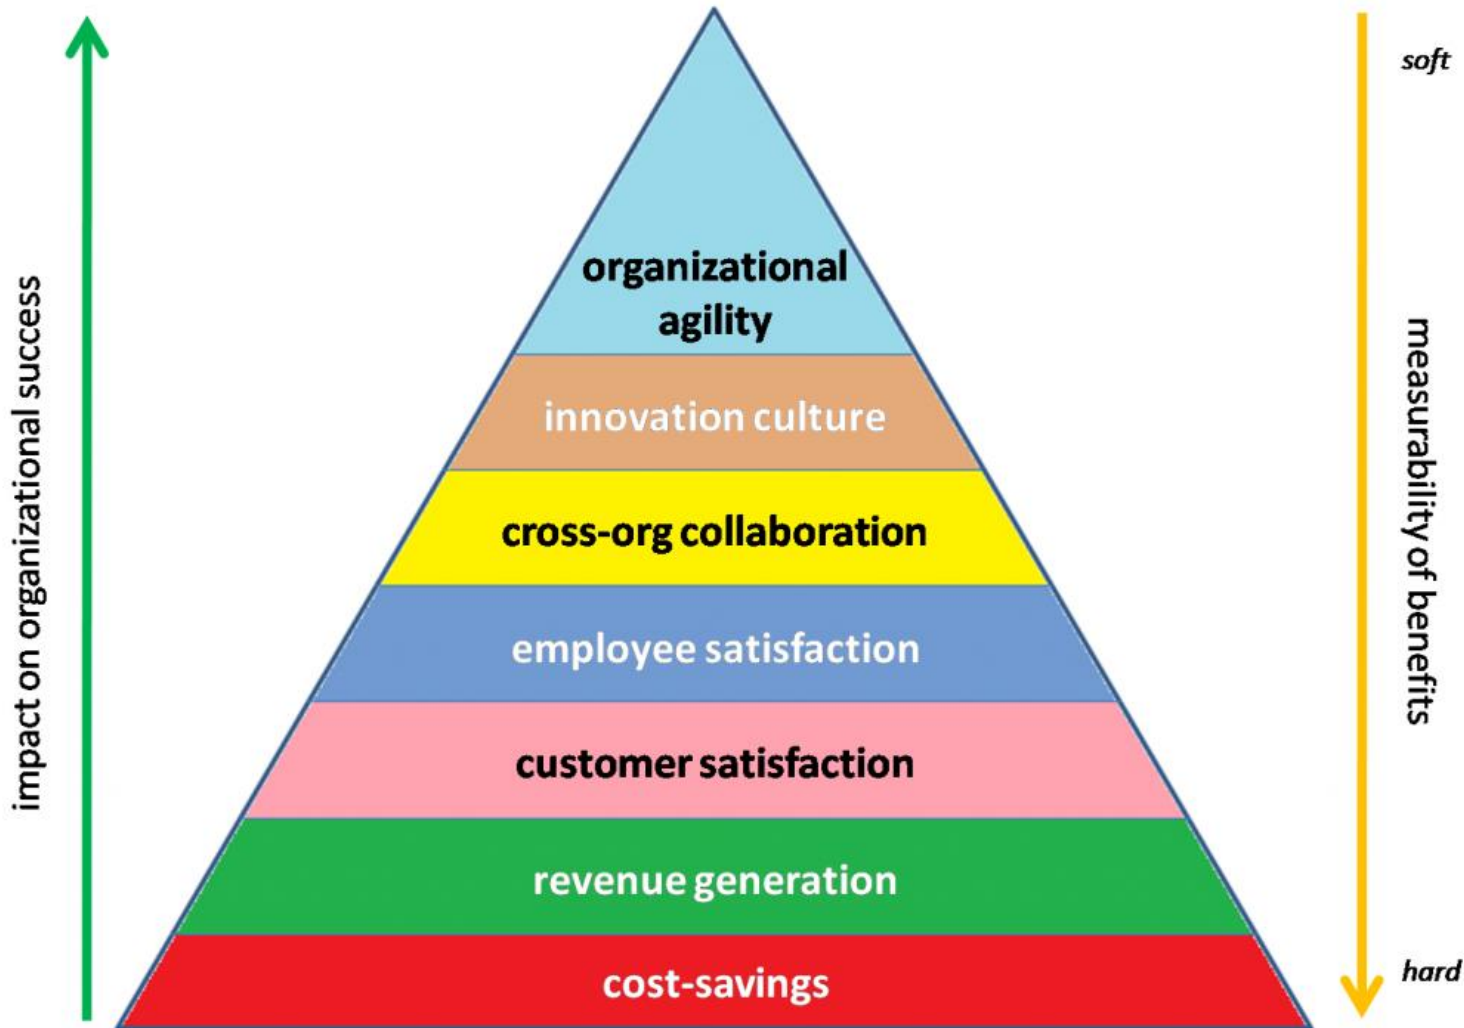 soft
organizational
agility
innovation culture
cross-org collaboration
employee satisfaction
customer satisfaction
revenue generation
cost-savings
hard
impact on organizational success
measurability of benefits